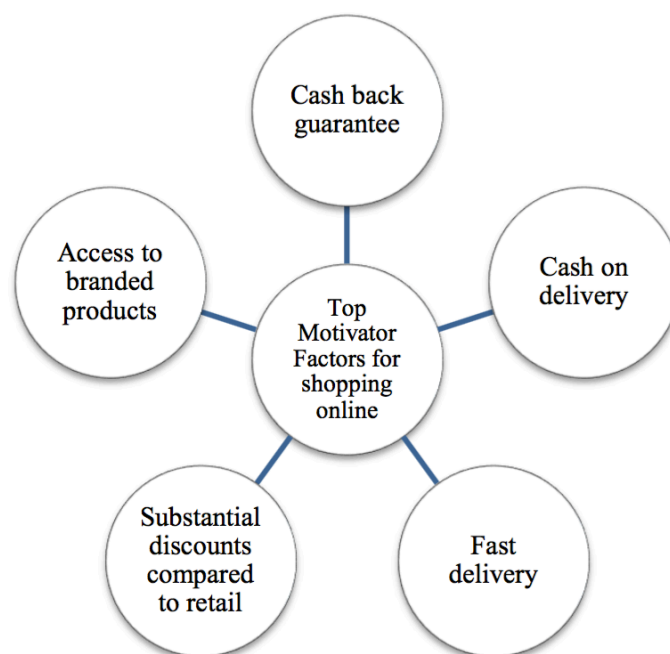 Cash back
guarantee
Access to
branded
products
Cash on
delivery
Top
Motivator
Factors for
shopping
online
Substantial
discounts
compared
to retail
Fast
delivery